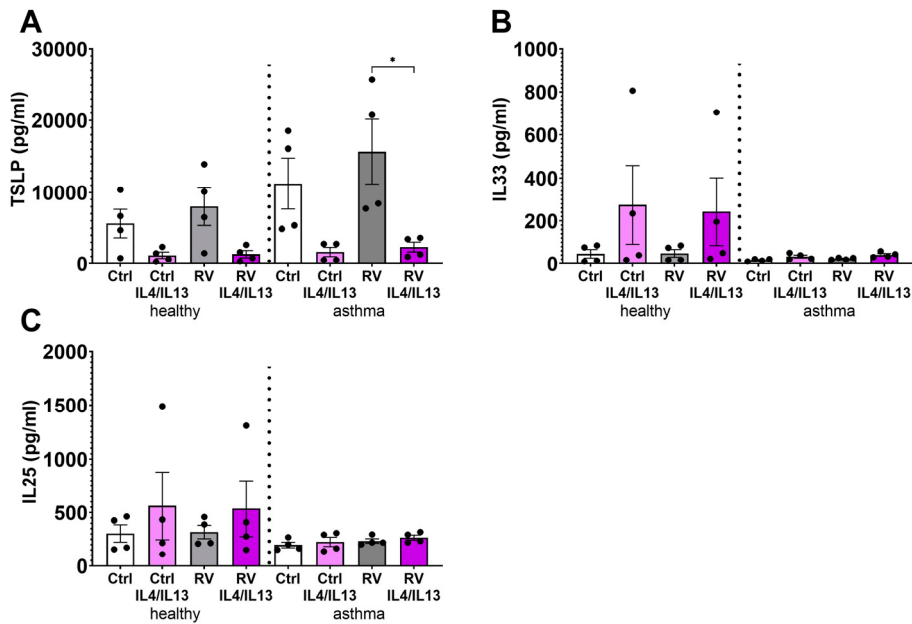 A
TSLP (pg/ml)
30000
20000
10000
0
*
Ctrl Ctrl RV RV Ctrl Ctrl RV RV
IL4/IL13 IL4/IL13 IL4/IL13 IL4/IL13
healthy asthma
B
IL33 (pg/ml)
1000
800
600
400
200
0
Ctrl Ctrl RV RV Ctrl Ctrl RV RV
IL4/IL13 IL4/IL13 IL4/IL13 IL4/IL13
healthy asthma
C
IL25 (pg/ml)
2000
1500
1000
500
0
Ctrl Ctrl RV RV Ctrl Ctrl RV RV
IL4/IL13 IL4/IL13 IL4/IL13 IL4/IL13
healthy asthma